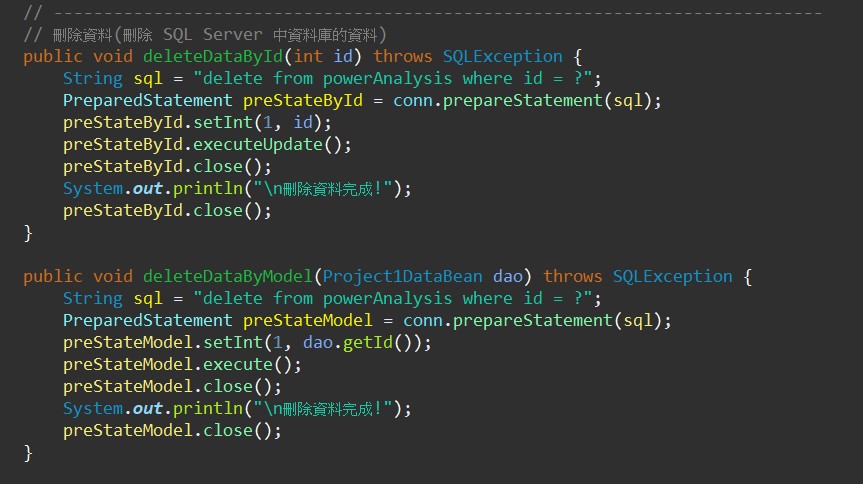 // -----------------------------------------------------------------------------
// 刪除資料(刪除 SQL Server 中資料庫的資料)
public void deleteDataById(int id) throws SQLException {
    String sql = "delete from powerAnalysis where id = ?";
    PreparedStatement preStateById = conn.prepareStatement(sql);
    preStateById.setInt(1, id);
    preStateById.executeUpdate();
    preStateById.close();
    System.out.println("\n刪除資料完成!");
    preStateById.close();
}

public void deleteDataByModel(Project1DataBean dao) throws SQLException {
    String sql = "delete from powerAnalysis where id = ?";
    PreparedStatement preStateModel = conn.prepareStatement(sql);
    preStateModel.setInt(1, dao.getId());
    preStateModel.execute();
    preStateModel.close();
    System.out.println("\n刪除資料完成!");
    preStateModel.close();
}